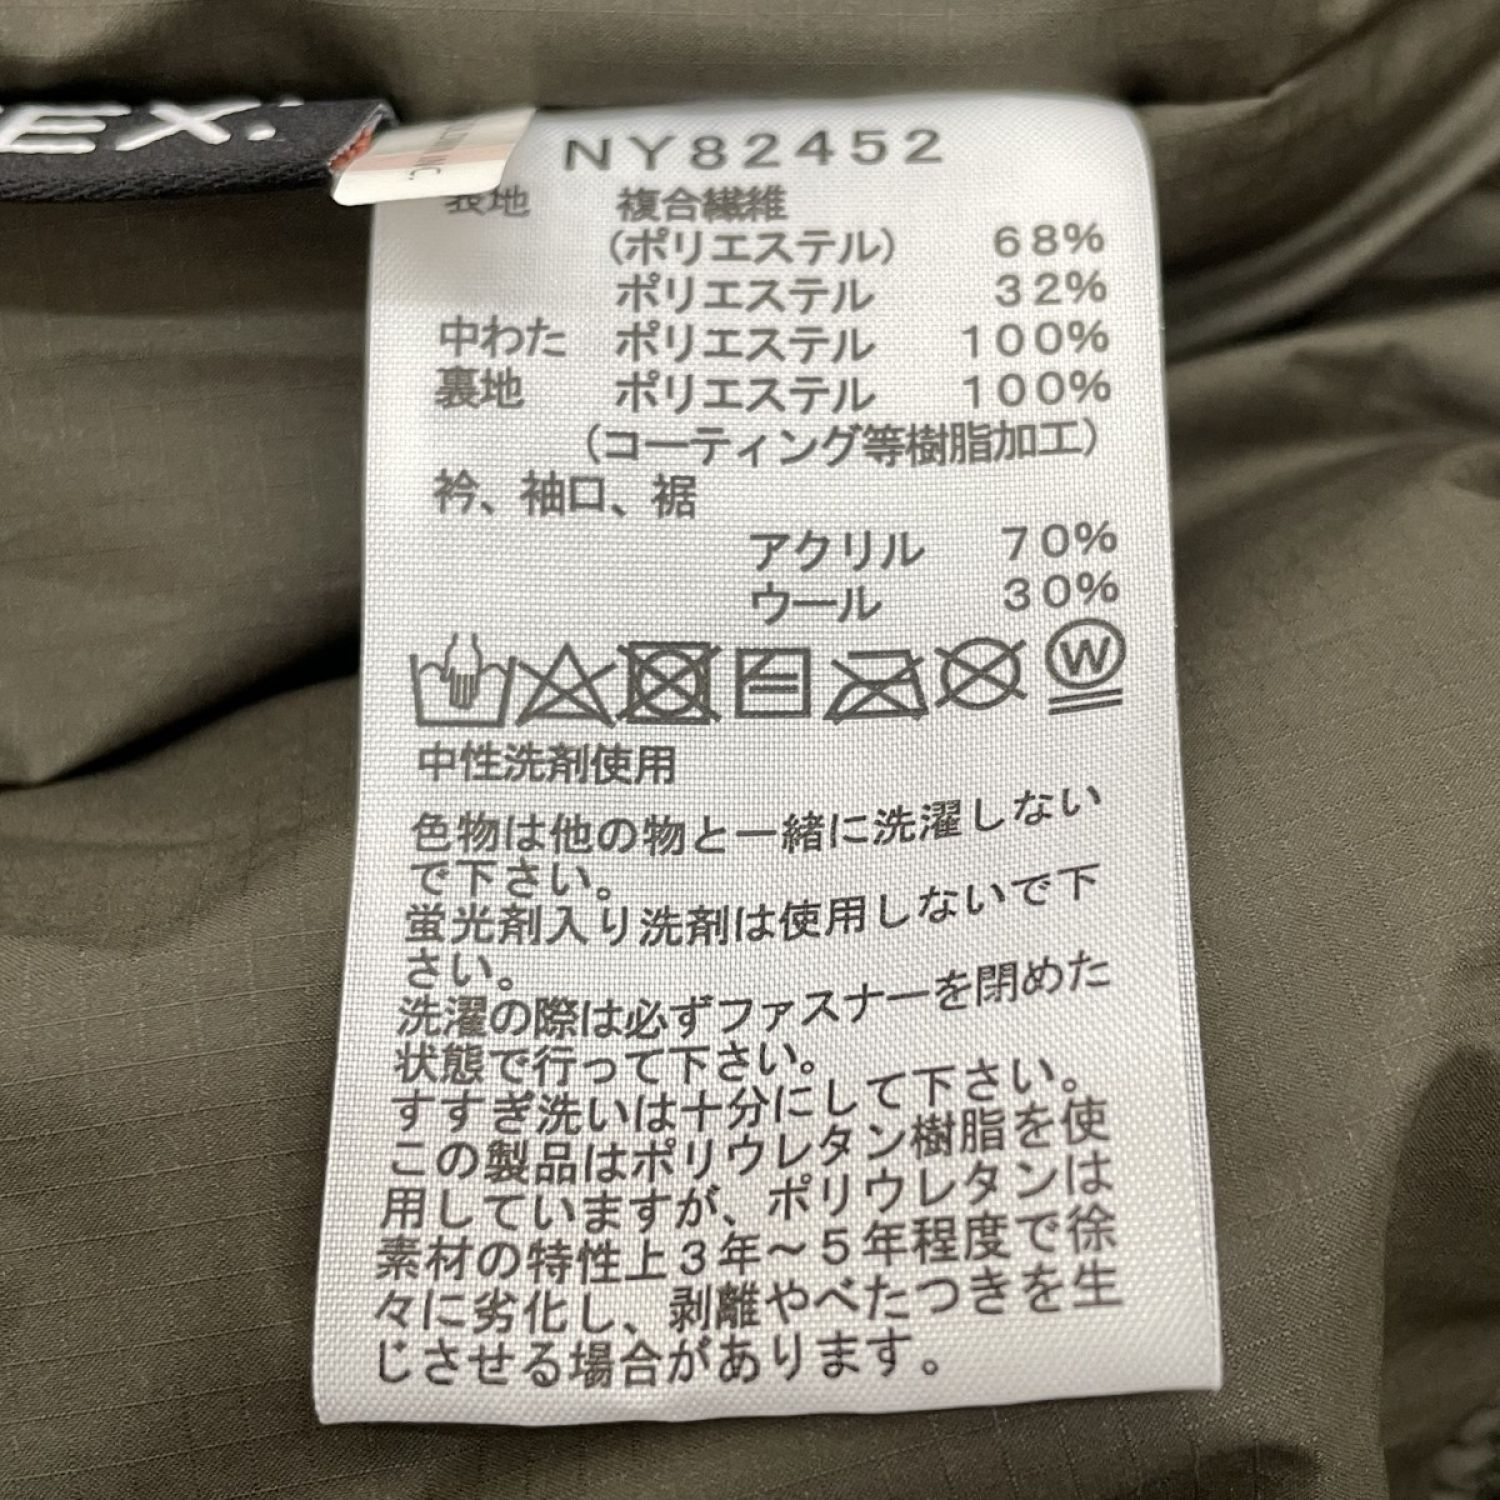 EX.
INC.
NY82452
表地 複合繊維
(ポリエステル) 68%
ポリエステル 32%
中わた ポリエステル 100%
裏地 ポリエステル 100%
(コーティング等樹脂加工)
衿、袖口、裾
アクリル 70%
ウール 30%
W
中性洗剤使用
色物は他の物と一緒に洗濯しない
で下さい。
蛍光剤入り洗剤は使用しないで下
さい。
洗濯の際は必ずファスナーを閉めた
状態で行って下さい。
すすぎ洗いは十分にして下さい。
この製品はポリウレタン樹脂を使
用していますが、ポリウレタンは
素材の特性上3年～5年程度で徐
々に劣化し、剥離やべたつきを生
じさせる場合があります。